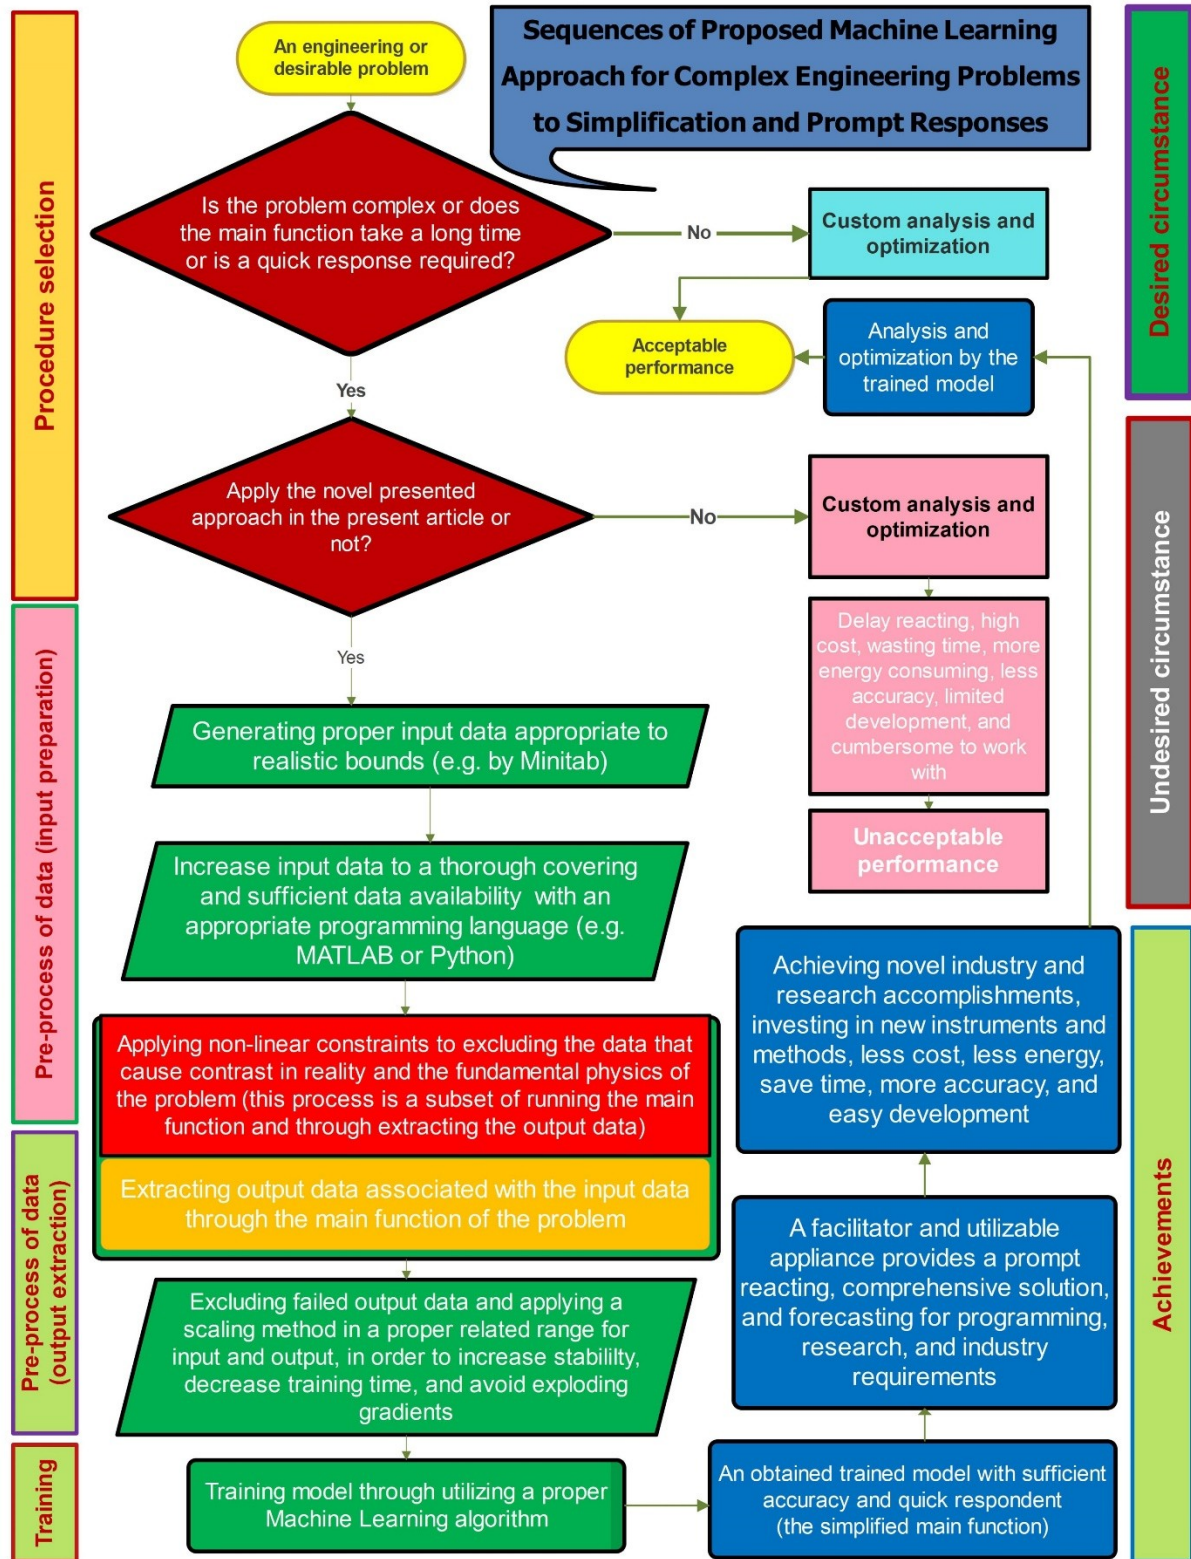 An engineering or
desirable problem
Sequences of Proposed Machine Learning
Approach for Complex Engineering Problems
to Simplification and Prompt Responses
Is the problem complex or does
the main function take a long time
or is a quick response required?
No
Custom analysis and
optimization
Acceptable
performance
Analysis and
optimization by the
trained model
Yes
Apply the novel presented
approach in the present article or
not?
No
Custom analysis and
optimization
Delay reacting, high
cost, wasting time, more
energy consuming, less
accuracy, limited
development, and
cumbersome to work
with
Unacceptable
performance
Yes
Generating proper input data appropriate to
realistic bounds (e.g. by Minitab)
Increase input data to a thorough covering
and sufficient data availability with an
appropriate programming language (e.g.
MATLAB or Python)
Applying non-linear constraints to excluding the data that
cause contrast in reality and the fundamental physics of
the problem (this process is a subset of running the main
function and through extracting the output data)
Extracting output data associated with the input data
through the main function of the problem
Excluding failed output data and applying a
scaling method in a proper related range for
input and output, in order to increase stabililty,
decrease training time, and avoid exploding
gradients
Training model through utilizing a proper
Machine Learning algorithm
An obtained trained model with sufficient
accuracy and quick respondent
(the simplified main function)
A facilitator and utilizable
appliance provides a prompt
reacting, comprehensive solution,
and forecasting for programming,
research, and industry
requirements
Achieving novel industry and
research accomplishments,
investing in new instruments and
methods, less cost, less energy,
save time, more accuracy, and
easy development
Procedure selection
Pre-process of data (input preparation)
Pre-process of data
(output extraction)
Training
Desired circumstance
Undesired circumstance
Achievements